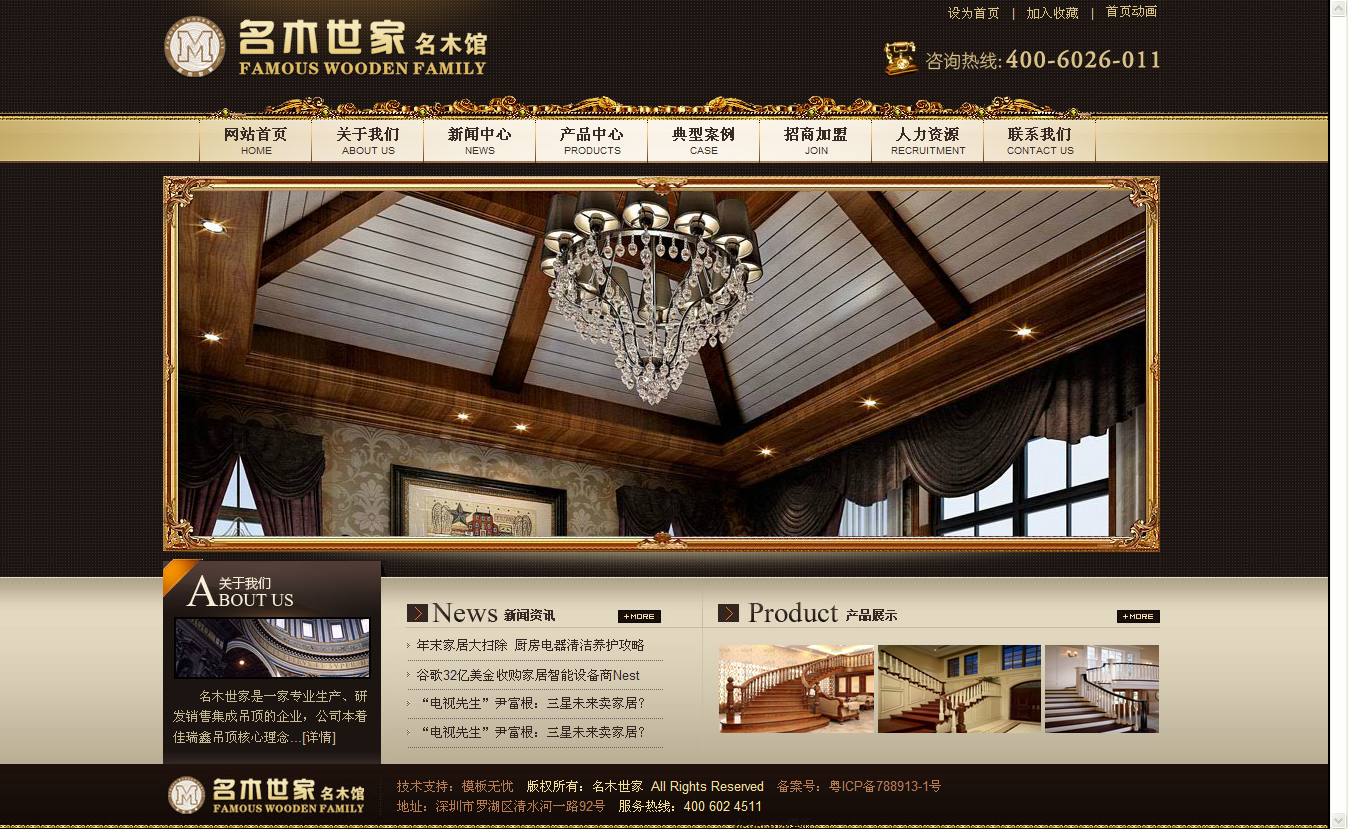 设为首页 | 加入收藏 | 首页动画
名木世家 名木馆
FAMOUS WOODEN FAMILY
咨询热线: 400-6026-011
网站首页 关于我们 新闻中心 产品中心 典型案例 招商加盟 人力资源 联系我们
HOME ABOUT US NEWS PRODUCTS CASE JOIN RECRUITMENT CONTACT US
关于我们
ABOUT US
名木世家是一家专业生产、研
发销售集成吊顶的企业，公司本着
佳瑞鑫吊顶核心理念...[详情]
News 新闻资讯 +MORE
年末家居大扫除 厨房电器清洁养护攻略
谷歌32亿美金收购家居智能设备商Nest
“电视先生”尹富根：三星未来卖家居?
“电视先生”尹富根：三星未来卖家居?
Product 产品展示 +MORE
名木世家 名木馆
FAMOUS WOODEN FAMILY
技术支持：模板无忧 版权所有：名木世家 All Rights Reserved 备案号：粤ICP备788913-1号
地址：深圳市罗湖区清水河一路92号 服务热线：400 602 4511